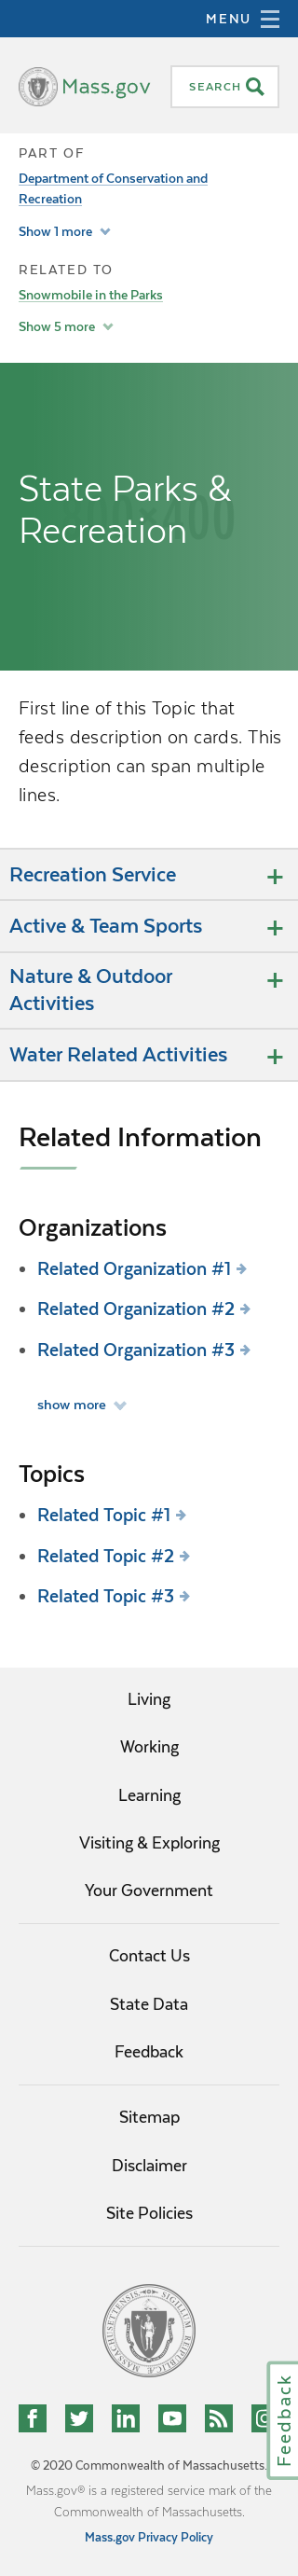 MENU
Mass.gov
SEARCH
PART OF
Department of Conservation and
Recreation
Show 1 more
RELATED TO
Snowmobile in the Parks
Show 5 more
State Parks &
Recreation
First line of this Topic that
feeds description on cards. This
description can span multiple
lines.
Recreation Service
Active & Team Sports
Nature & Outdoor
Activities
Water Related Activities
Related Information
Organizations
Related Organization #1
Related Organization #2
Related Organization #3
show more
Topics
Related Topic #1
Related Topic #2
Related Topic #3
Living
Working
Learning
Visiting & Exploring
Your Government
Contact Us
State Data
Feedback
Sitemap
Disclaimer
Site Policies
Feedback
© 2020 Commonwealth of Massachusetts.
Mass.gov® is a registered service mark of the
Commonwealth of Massachusetts.
Mass.gov Privacy Policy